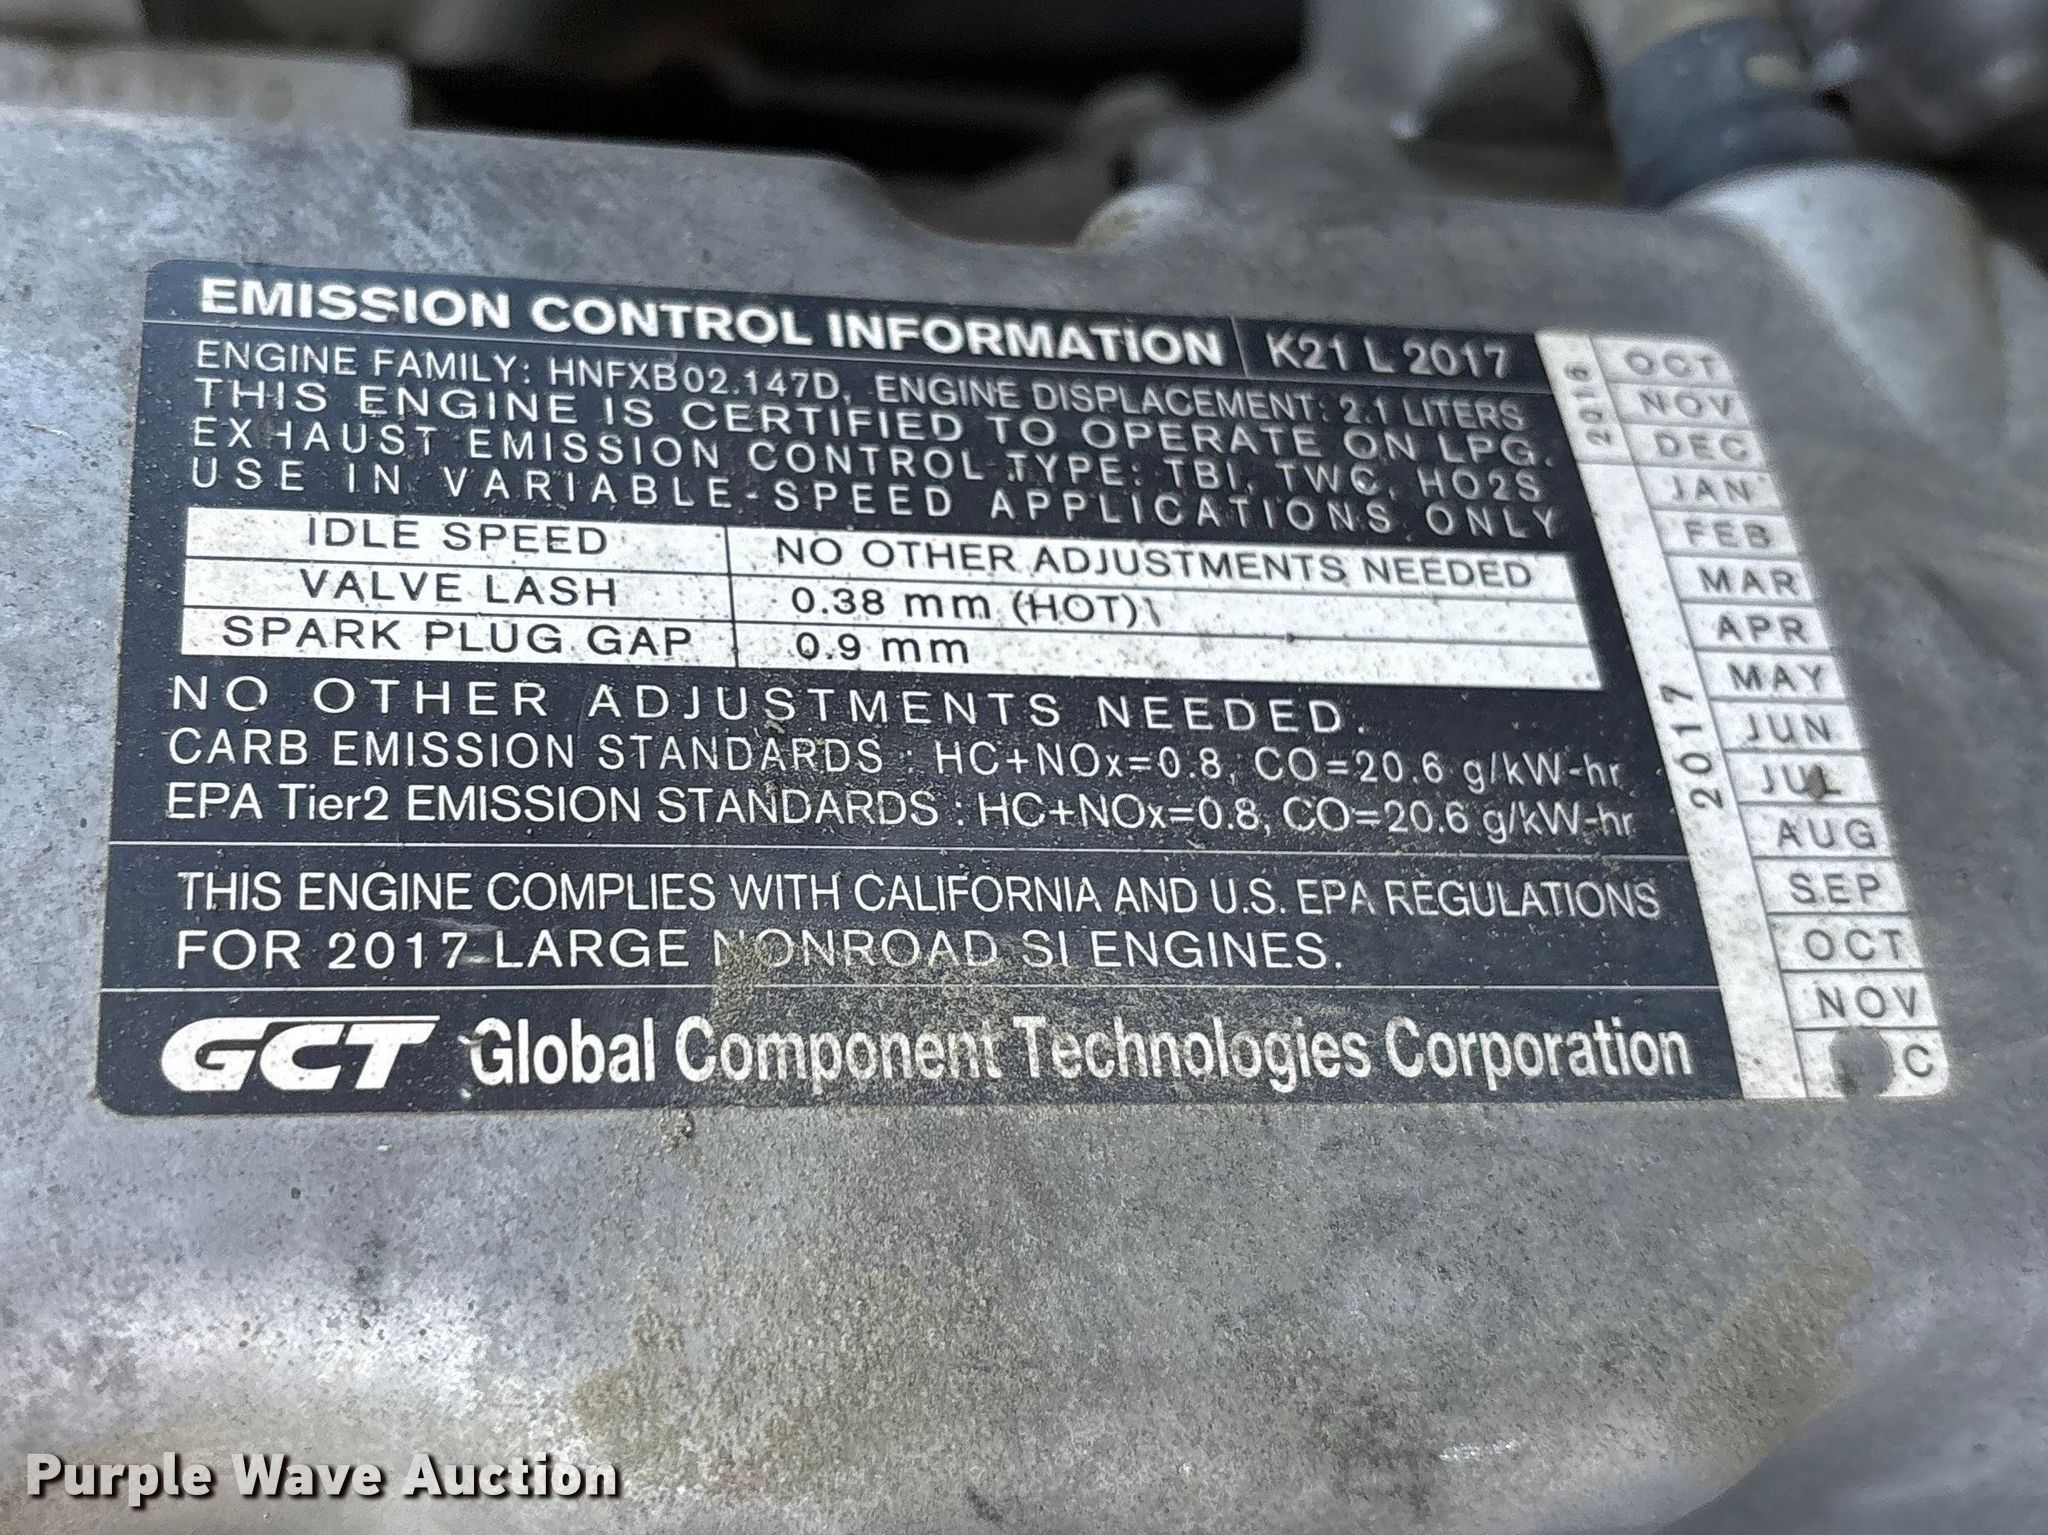 EMISSION CONTROL INFORMATION K21 L 2017
ENGINE FAMILY: HNFXB02.147D, ENGINE DISPLACEMENT: 2.1 LITERS
THIS ENGINE IS CERTIFIED TO OPERATE ON LPG.
EXHAUST EMISSION CONTROL TYPE: TBI, TWC, HO2S
USE IN VARIABLE-SPEED APPLICATIONS ONLY
IDLE SPEED NO OTHER ADJUSTMENTS NEEDED
VALVE LASH 0.38 mm (HOT)
SPARK PLUG GAP 0.9 mm
NO OTHER ADJUSTMENTS NEEDED.
CARB EMISSION STANDARDS : HC+NOx=0.8, CO=20.6 g/kW-hr
EPA Tier2 EMISSION STANDARDS : HC+NOx=0.8, CO=20.6 g/kW-hr
THIS ENGINE COMPLIES WITH CALIFORNIA AND U.S. EPA REGULATIONS
FOR 2017 LARGE NONROAD SI ENGINES.
GCT Global Component Technologies Corporation
2016
OCT
NOV
DEC
2017
JAN
FEB
MAR
APR
MAY
JUN
JUL
AUG
SEP
OCT
NOV
C
Purple Wave Auction